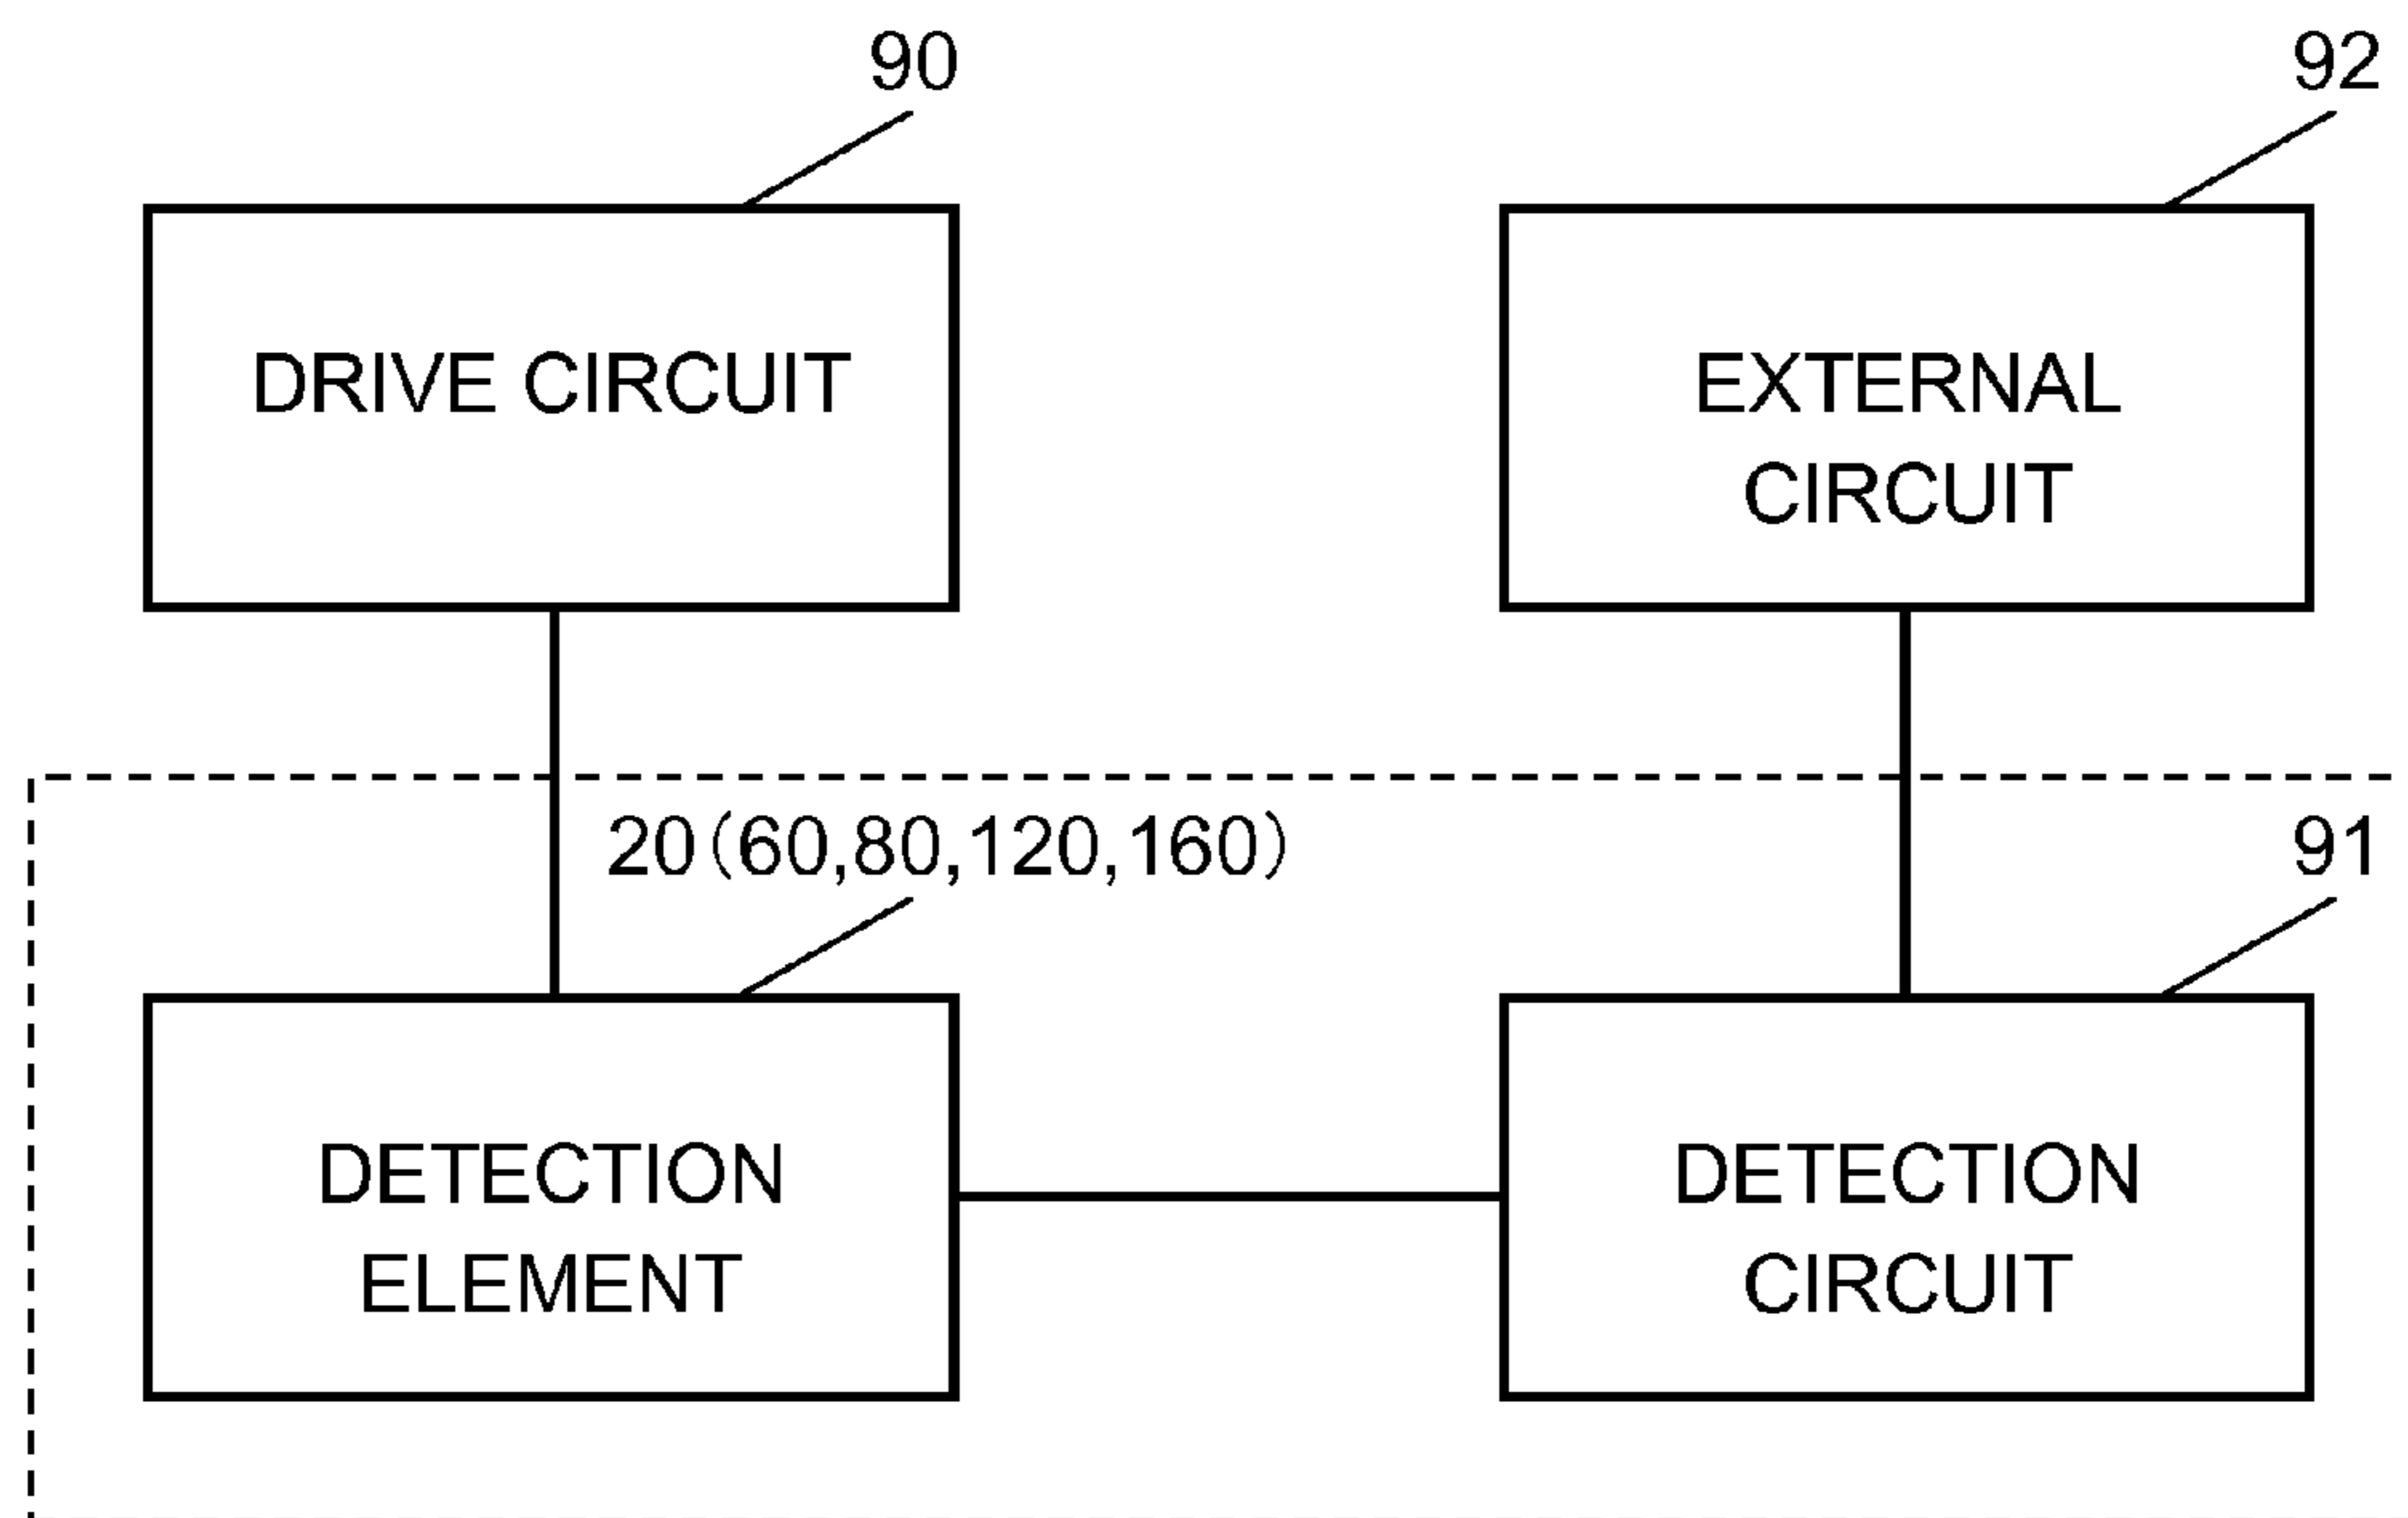 90
92
DRIVE CIRCUIT
EXTERNAL
CIRCUIT
20(60,80,120,160)
91
DETECTION
ELEMENT
DETECTION
CIRCUIT